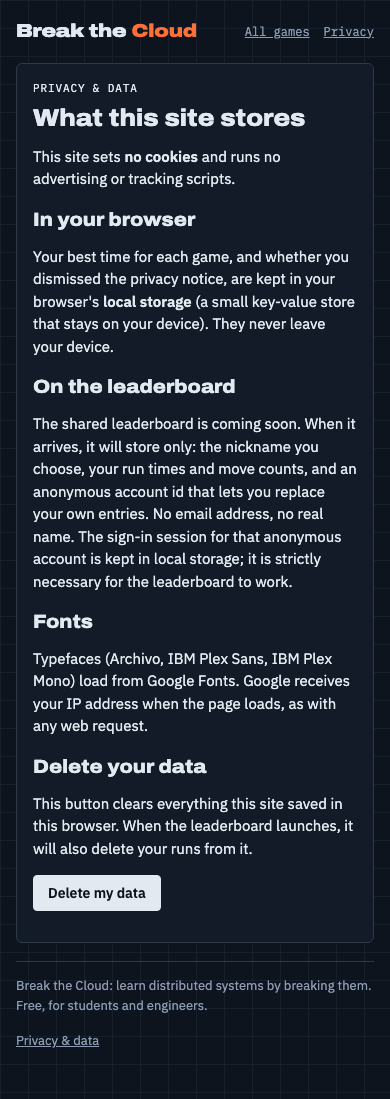 Break the Cloud
All games Privacy
PRIVACY & DATA
What this site stores
This site sets no cookies and runs no
advertising or tracking scripts.
In your browser
Your best time for each game, and whether you
dismissed the privacy notice, are kept in your
browser's local storage (a small key-value store
that stays on your device). They never leave
your device.
On the leaderboard
The shared leaderboard is coming soon. When it
arrives, it will store only: the nickname you
choose, your run times and move counts, and an
anonymous account id that lets you replace
your own entries. No email address, no real
name. The sign-in session for that anonymous
account is kept in local storage; it is strictly
necessary for the leaderboard to work.
Fonts
Typefaces (Archivo, IBM Plex Sans, IBM Plex
Mono) load from Google Fonts. Google receives
your IP address when the page loads, as with
any web request.
Delete your data
This button clears everything this site saved in
this browser. When the leaderboard launches, it
will also delete your runs from it.
Delete my data
Break the Cloud: learn distributed systems by breaking them.
Free, for students and engineers.
Privacy & data